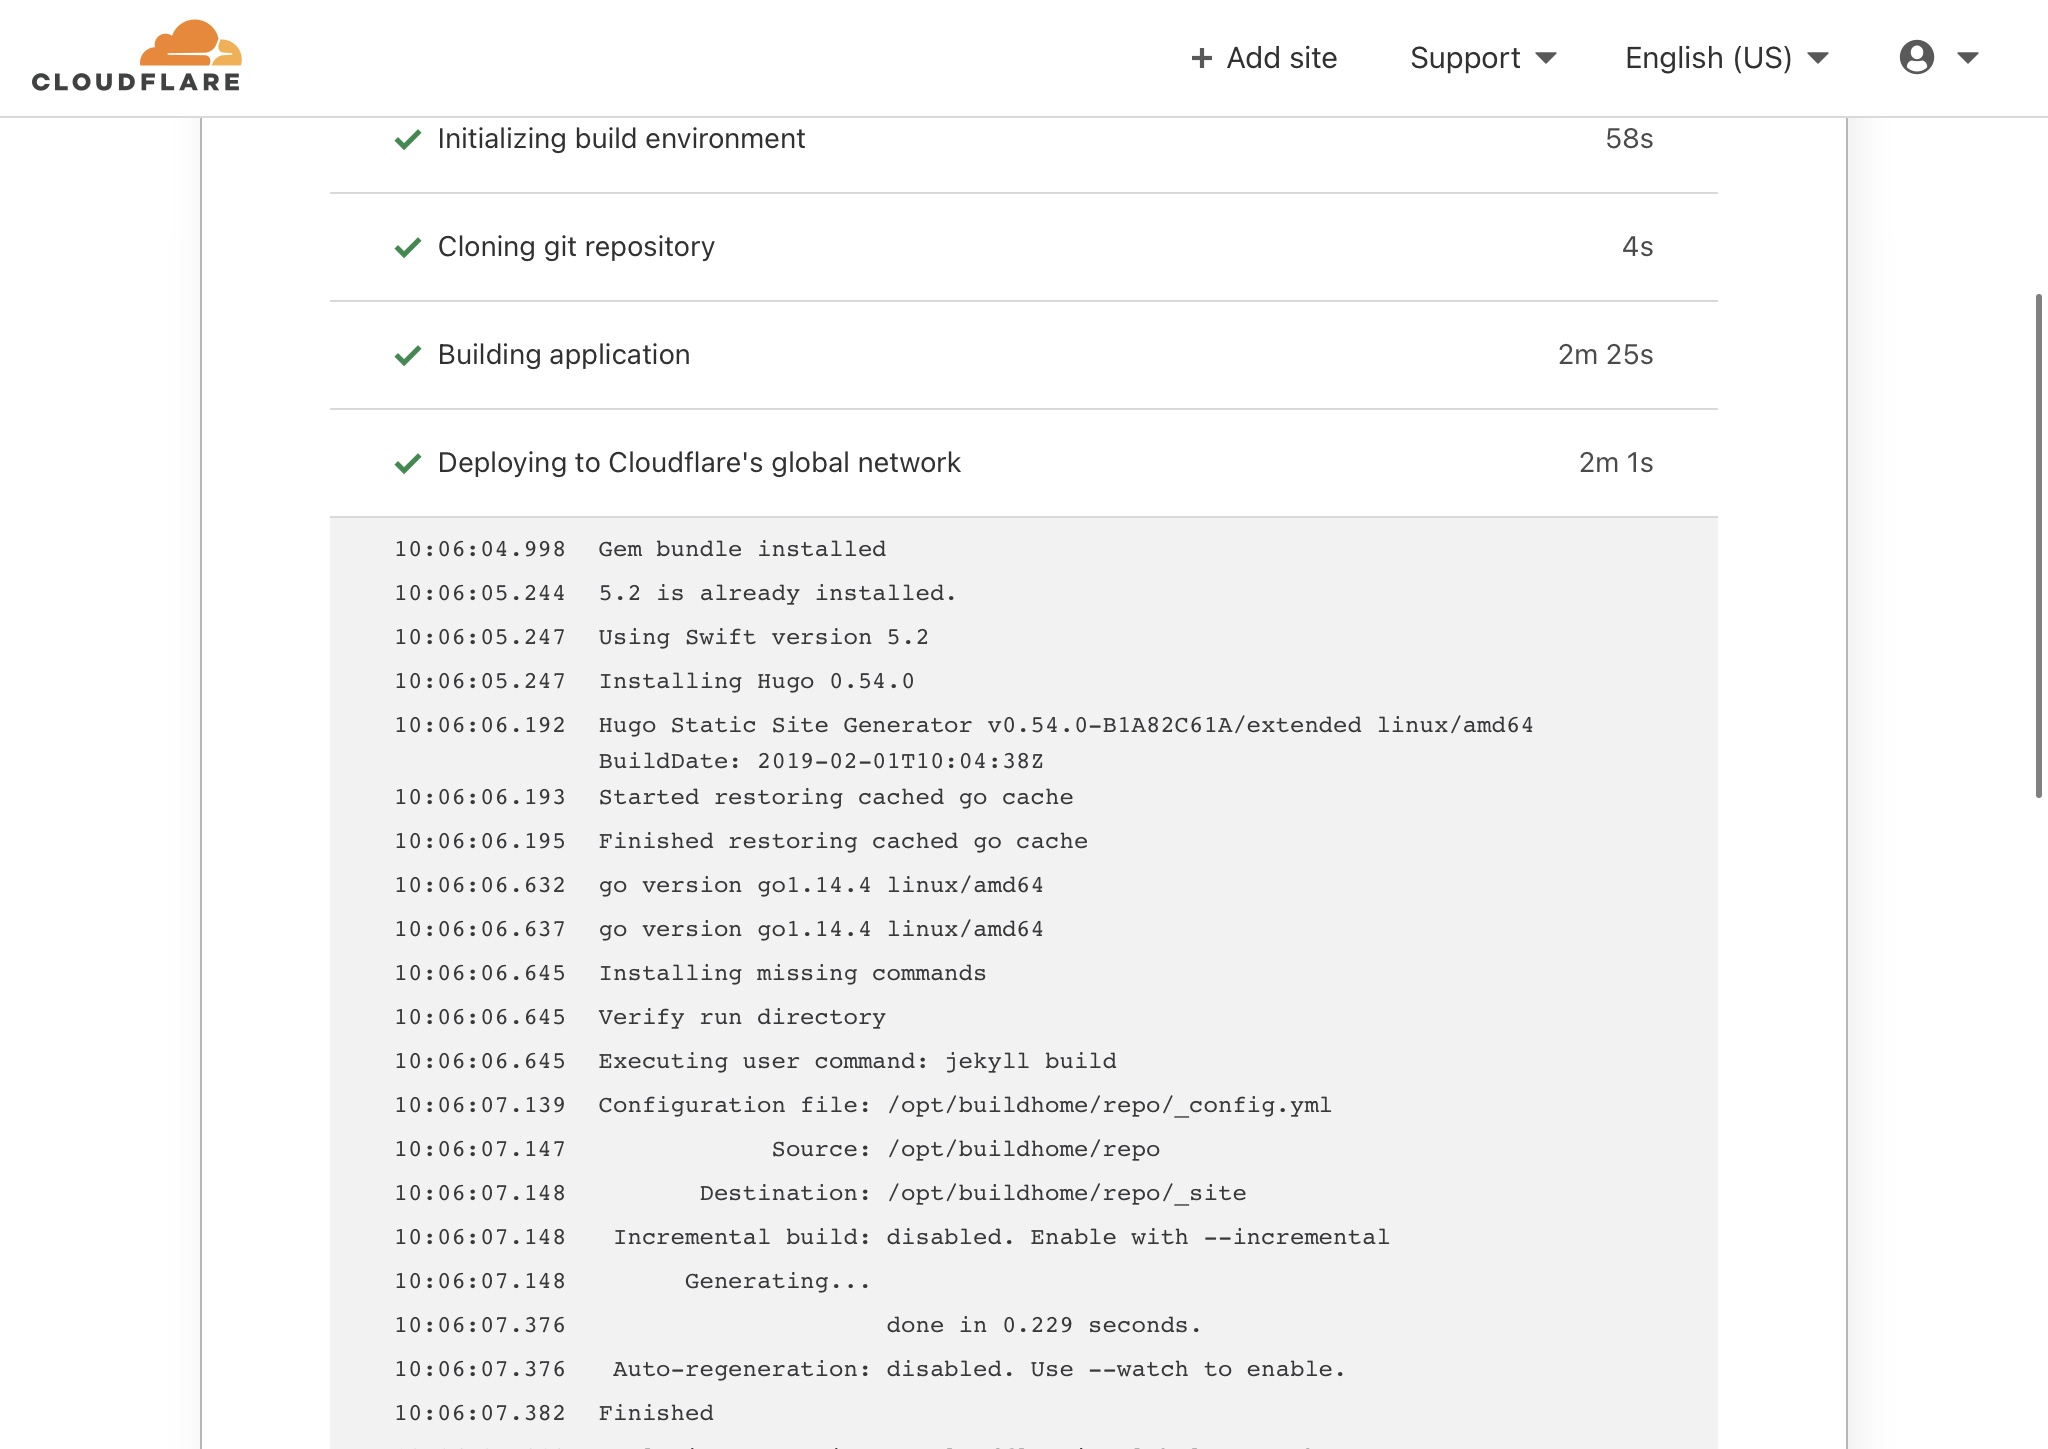 CLOUDFLARE
+ Add site Support English (US)
Initializing build environment 58s
Cloning git repository 4s
Building application 2m 25s
Deploying to Cloudflare's global network 2m 1s
10:06:04.998 Gem bundle installed
10:06:05.244 5.2 is already installed.
10:06:05.247 Using Swift version 5.2
10:06:05.247 Installing Hugo 0.54.0
10:06:06.192 Hugo Static Site Generator v0.54.0-B1A82C61A/extended linux/amd64
BuildDate: 2019-02-01T10:04:38Z
10:06:06.193 Started restoring cached go cache
10:06:06.195 Finished restoring cached go cache
10:06:06.632 go version go1.14.4 linux/amd64
10:06:06.637 go version go1.14.4 linux/amd64
10:06:06.645 Installing missing commands
10:06:06.645 Verify run directory
10:06:06.645 Executing user command: jekyll build
10:06:07.139 Configuration file: /opt/buildhome/repo/_config.yml
10:06:07.147 Source: /opt/buildhome/repo
10:06:07.148 Destination: /opt/buildhome/repo/_site
10:06:07.148 Incremental build: disabled. Enable with --incremental
10:06:07.148 Generating...
10:06:07.376 done in 0.229 seconds.
10:06:07.376 Auto-regeneration: disabled. Use --watch to enable.
10:06:07.382 Finished